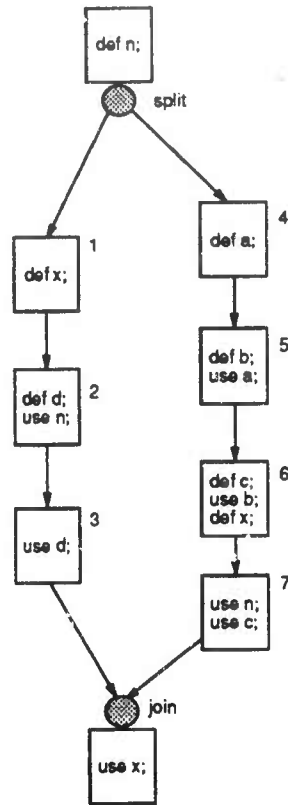 def n;
split
1
def x;
2
def d;
use n;
3
use d;
4
def a;
5
def b;
use a;
6
def c;
use b;
def x;
7
use n;
use c;
join
use x;